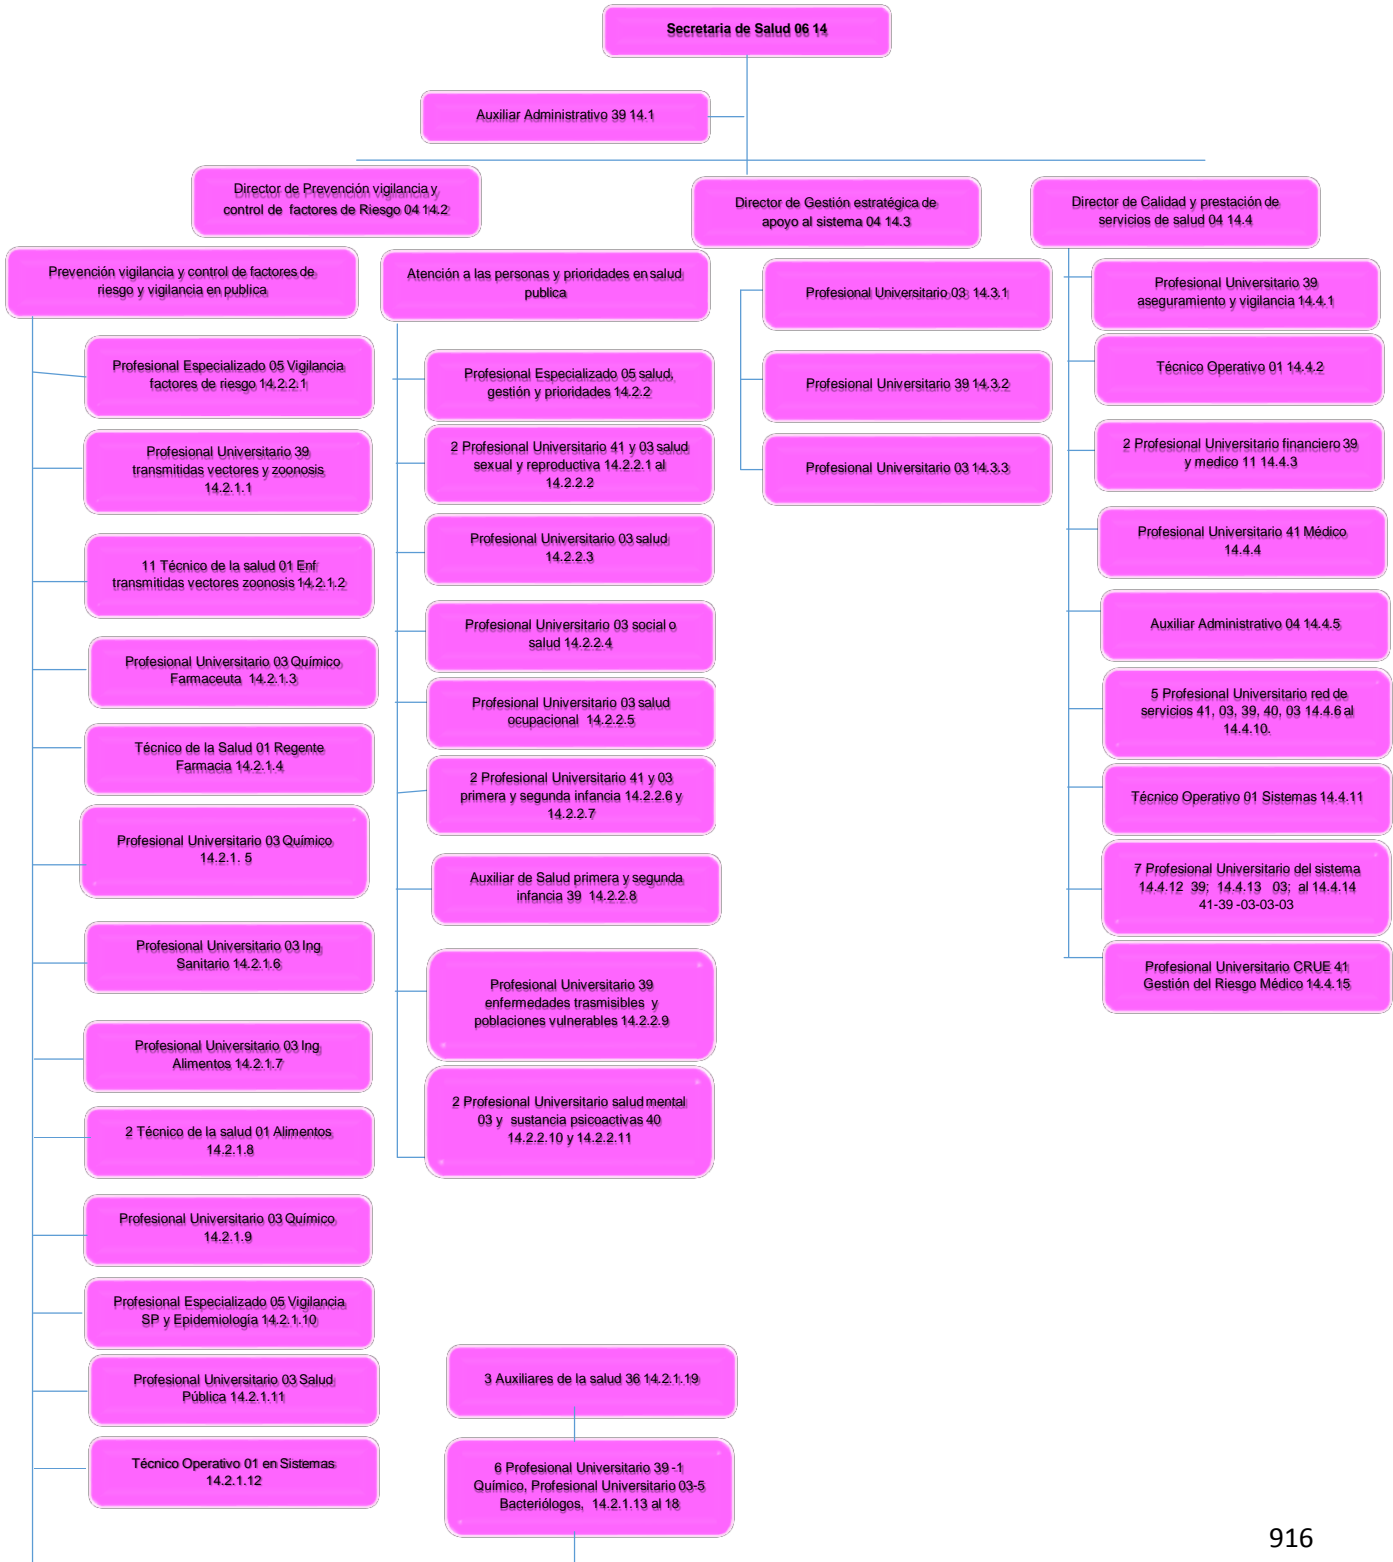 Secretaria de Salud 06 14
Auxiliar Administrativo 39 14.1
Director de Prevención vigilancia y
control de factores de Riesgo 04 14.2
Director de Gestión estratégica de
apoyo al sistema 04 14.3
Director de Calidad y prestación de
servicios de salud 04 14.4
Prevención vigilancia y control de factores de
riesgo y vigilancia en publica
Profesional Especializado 05 Vigilancia
factores de riesgo 14.2.2.1
Profesional Universitario 39
transmitidas vectores y zoonosis
14.2.1.1
11 Técnico de la salud 01 Enf
transmitidas vectores zoonosis 14.2.1.2
Profesional Universitario 03 Químico
Farmaceuta 14.2.1.3
Técnico de la Salud 01 Regente
Farmacia 14.2.1.4
Profesional Universitario 03 Químico
14.2.1. 5
Profesional Universitario 03 Ing
Sanitario 14.2.1.6
Profesional Universitario 03 Ing
Alimentos 14.2.1.7
2 Técnico de la salud 01 Alimentos
14.2.1.8
Profesional Universitario 03 Químico
14.2.1.9
Profesional Especializado 05 Vigilancia
SP y Epidemiología 14.2.1.10
Profesional Universitario 03 Salud
Pública 14.2.1.11
Técnico Operativo 01 en Sistemas
14.2.1.12
Atención a las personas y prioridades en salud
publica
Profesional Especializado 05 salud,
gestión y prioridades 14.2.2
2 Profesional Universitario 41 y 03 salud
sexual y reproductiva 14.2.2.1 al
14.2.2.2
Profesional Universitario 03 salud
14.2.2.3
Profesional Universitario 03 social o
salud 14.2.2.4
Profesional Universitario 03 salud
ocupacional 14.2.2.5
2 Profesional Universitario 41 y 03
primera y segunda infancia 14.2.2.6 y
14.2.2.7
Auxiliar de Salud primera y segunda
infancia 39 14.2.2.8
Profesional Universitario 39
enfermedades trasmisibles y
poblaciones vulnerables 14.2.2.9
2 Profesional Universitario salud mental
03 y sustancia psicoactivas 40
14.2.2.10 y 14.2.2.11
3 Auxiliares de la salud 36 14.2.1.19
6 Profesional Universitario 39 -1
Químico, Profesional Universitario 03-5
Bacteriólogos, 14.2.1.13 al 18
Profesional Universitario 03 14.3.1
Profesional Universitario 39 14.3.2
Profesional Universitario 03 14.3.3
Profesional Universitario 39
aseguramiento y vigilancia 14.4.1
Técnico Operativo 01 14.4.2
2 Profesional Universitario financiero 39
y medico 11 14.4.3
Profesional Universitario 41 Médico
14.4.4
Auxiliar Administrativo 04 14.4.5
5 Profesional Universitario red de
servicios 41, 03, 39, 40, 03 14.4.6 al
14.4.10.
Técnico Operativo 01 Sistemas 14.4.11
7 Profesional Universitario del sistema
14.4.12 39; 14.4.13 03; al 14.4.14
41-39 -03-03-03
Profesional Universitario CRUE 41
Gestión del Riesgo Médico 14.4.15
916